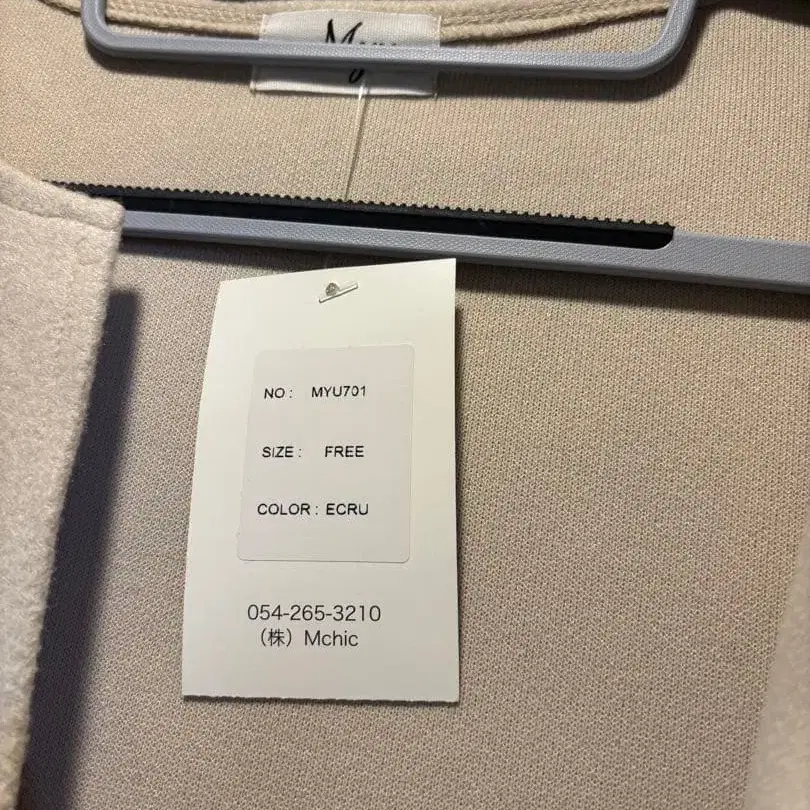 NO : MYU701
SIZE : FREE
COLOR : ECRU
054-265-3210
（株）Mchic